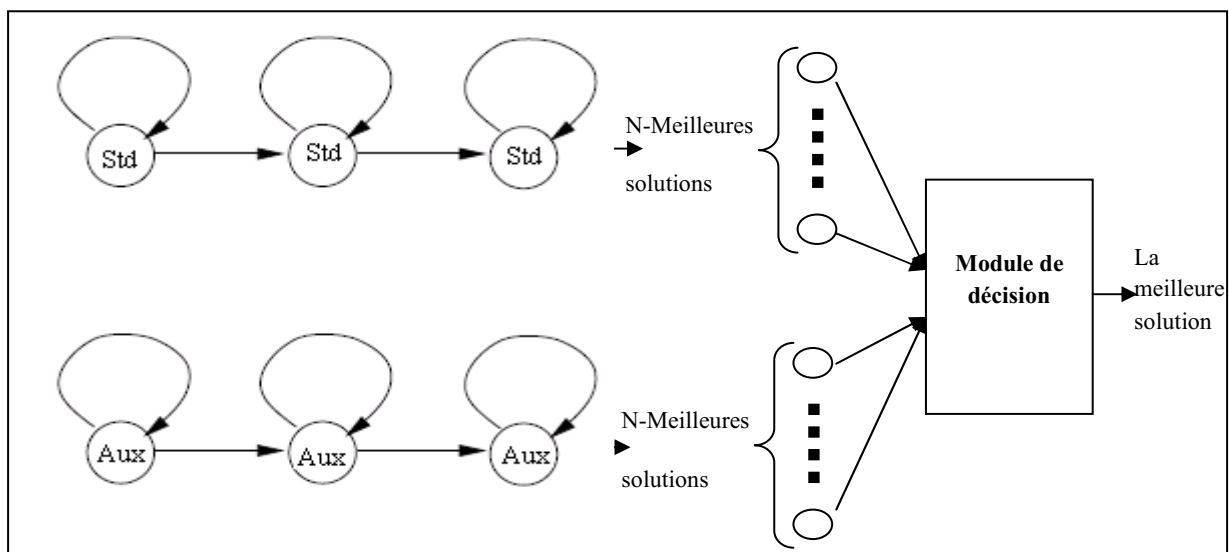 Std
Std
Std
N-Meilleures
solutions
Module de
décision
La
meilleure
solution
Aux
Aux
Aux
N-Meilleures
solutions